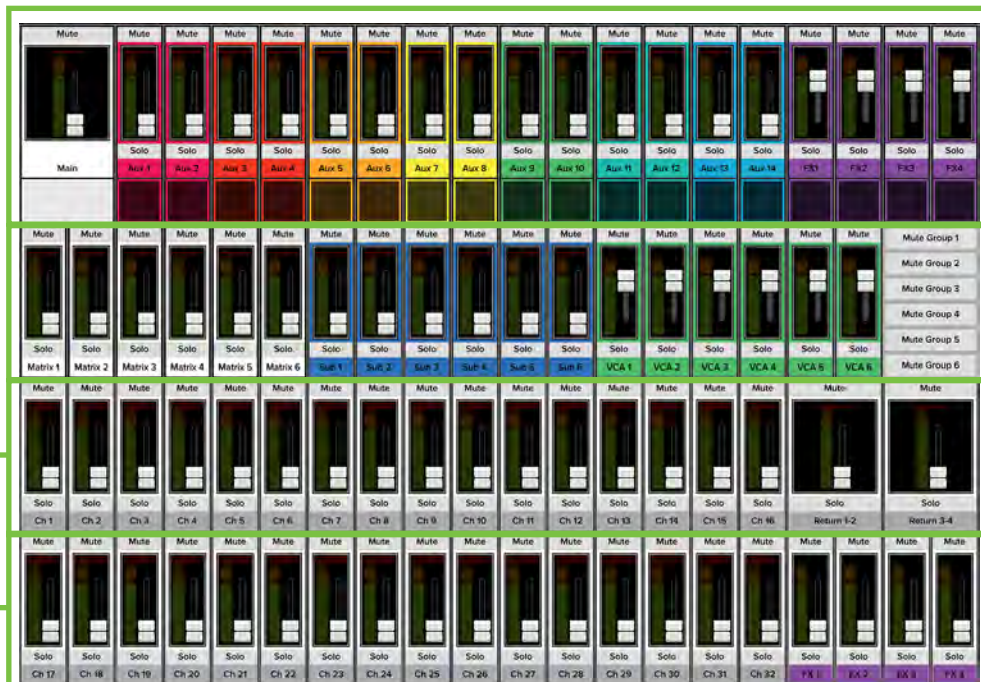 Mute Mute Mute Mute Mute Mute Mute Mute Mute Mute Mute Mute Mute Mute Mute Mute Mute Mute Mute
Solo Solo Solo Solo Solo Solo Solo Solo Solo Solo Solo Solo Solo Solo Solo Solo Solo Solo
Main Aux 1 Aux 2 Aux 3 Aux 4 Aux 5 Aux 6 Aux 7 Aux 8 Aux 9 Aux 10 Aux 11 Aux 12 Aux 13 Aux 14 FX1 FX2 FX3 FX4
Mute Mute Mute Mute Mute Mute Mute Mute Mute Mute Mute Mute Mute Mute Mute Mute Mute Mute Mute Group 1
Mute Group 2
Mute Group 3
Mute Group 4
Solo Solo Solo Solo Solo Solo Solo Solo Solo Solo Solo Solo Solo Solo Solo Solo Solo Solo Mute Group 5
Matrix 1 Matrix 2 Matrix 3 Matrix 4 Matrix 5 Matrix 6 Sub 1 Sub 2 Sub 3 Sub 4 Sub 5 Sub 6 VCA 1 VCA 2 VCA 3 VCA 4 VCA 5 VCA 6 Mute Group 6
Mute Mute Mute Mute Mute Mute Mute Mute Mute Mute Mute Mute Mute Mute Mute Mute Mute Mute
Solo Solo Solo Solo Solo Solo Solo Solo Solo Solo Solo Solo Solo Solo Solo Solo Solo Solo
Ch 1 Ch 2 Ch 3 Ch 4 Ch 5 Ch 6 Ch 7 Ch 8 Ch 9 Ch 10 Ch 11 Ch 12 Ch 13 Ch 14 Ch 15 Ch 16 Return 1-2 Return 3-4
Mute Mute Mute Mute Mute Mute Mute Mute Mute Mute Mute Mute Mute Mute Mute Mute Mute Mute Mute Mute
Solo Solo Solo Solo Solo Solo Solo Solo Solo Solo Solo Solo Solo Solo Solo Solo Solo Solo Solo Solo
Ch 17 Ch 18 Ch 19 Ch 20 Ch 21 Ch 22 Ch 23 Ch 24 Ch 25 Ch 26 Ch 27 Ch 28 Ch 29 Ch 30 Ch 31 Ch 32 FX 1 FX 2 FX 3 FX 4